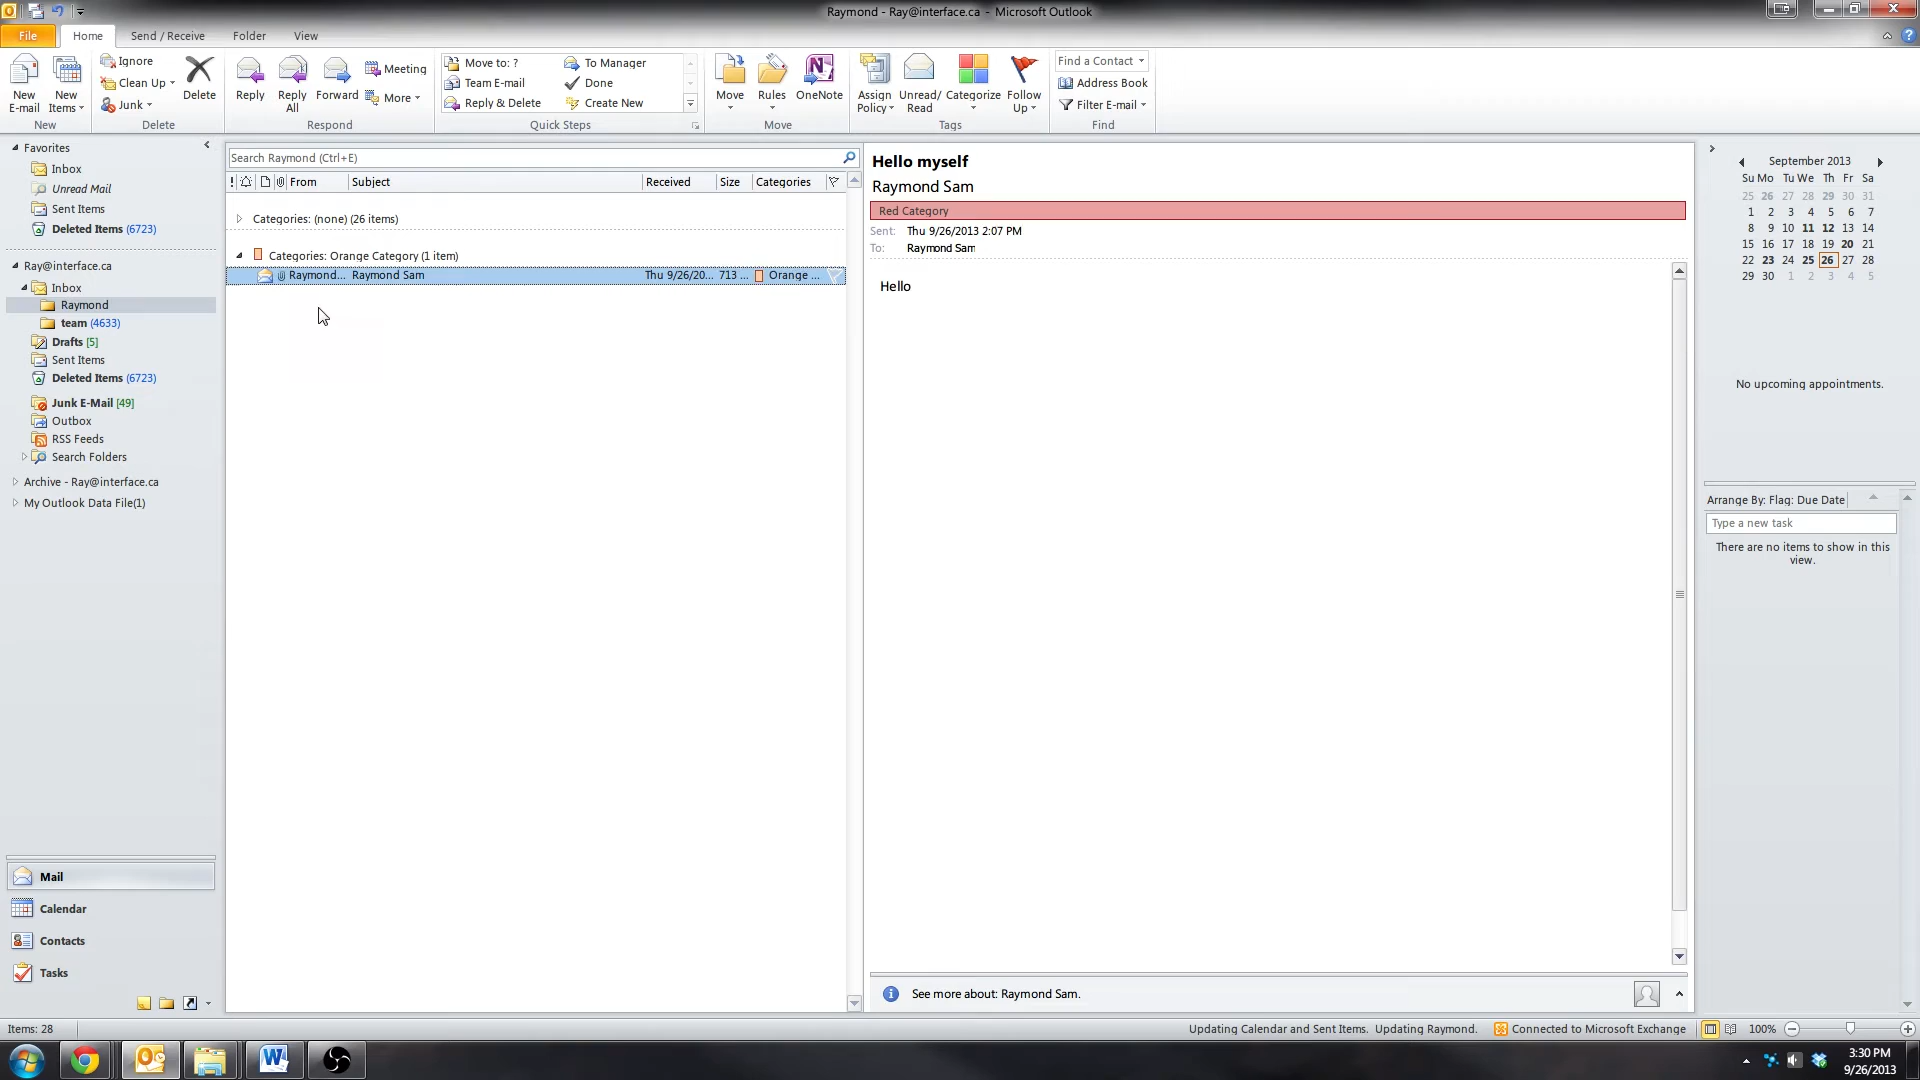 Raymond - Ray@interface.ca - Microsoft Outlook
File Home Send / Receive Folder View
New E-mail
New Items
Ignore
Clean Up
Junk
Delete
Reply
Reply All
Forward
Meeting
More
Move to: ?
Team E-mail
Reply & Delete
To Manager
Done
Create New
Move
Rules
OneNote
Assign Policy
Unread/ Read
Categorize
Follow Up
Find a Contact
Address Book
Filter E-mail
New Delete Respond Quick Steps Move Tags Find
Favorites
Inbox
Unread Mail
Sent Items
Deleted Items (6723)
Ray@interface.ca
Inbox
Raymond
team (4633)
Drafts [5]
Sent Items
Deleted Items (6723)
Junk E-Mail [49]
Outbox
RSS Feeds
Search Folders
Archive - Ray@interface.ca
My Outlook Data File(1)
Mail
Calendar
Contacts
Tasks
Search Raymond (Ctrl+E)
! From Subject Received Size Categories
Categories: (none) (26 items)
Categories: Orange Category (1 item)
Raymond... Raymond Sam Thu 9/26/20... 713 ... Orange ...
Hello myself
Raymond Sam
Red Category
Sent: Thu 9/26/2013 2:07 PM
To: Raymond Sam
Hello
See more about: Raymond Sam.
September 2013
Su Mo Tu We Th Fr Sa
25 26 27 28 29 30 31
1 2 3 4 5 6 7
8 9 10 11 12 13 14
15 16 17 18 19 20 21
22 23 24 25 26 27 28
29 30 1 2 3 4 5
No upcoming appointments.
Arrange By: Flag: Due Date
Type a new task
There are no items to show in this
view.
Items: 28
Updating Calendar and Sent Items. Updating Raymond. Connected to Microsoft Exchange 100%
3:30 PM
9/26/2013